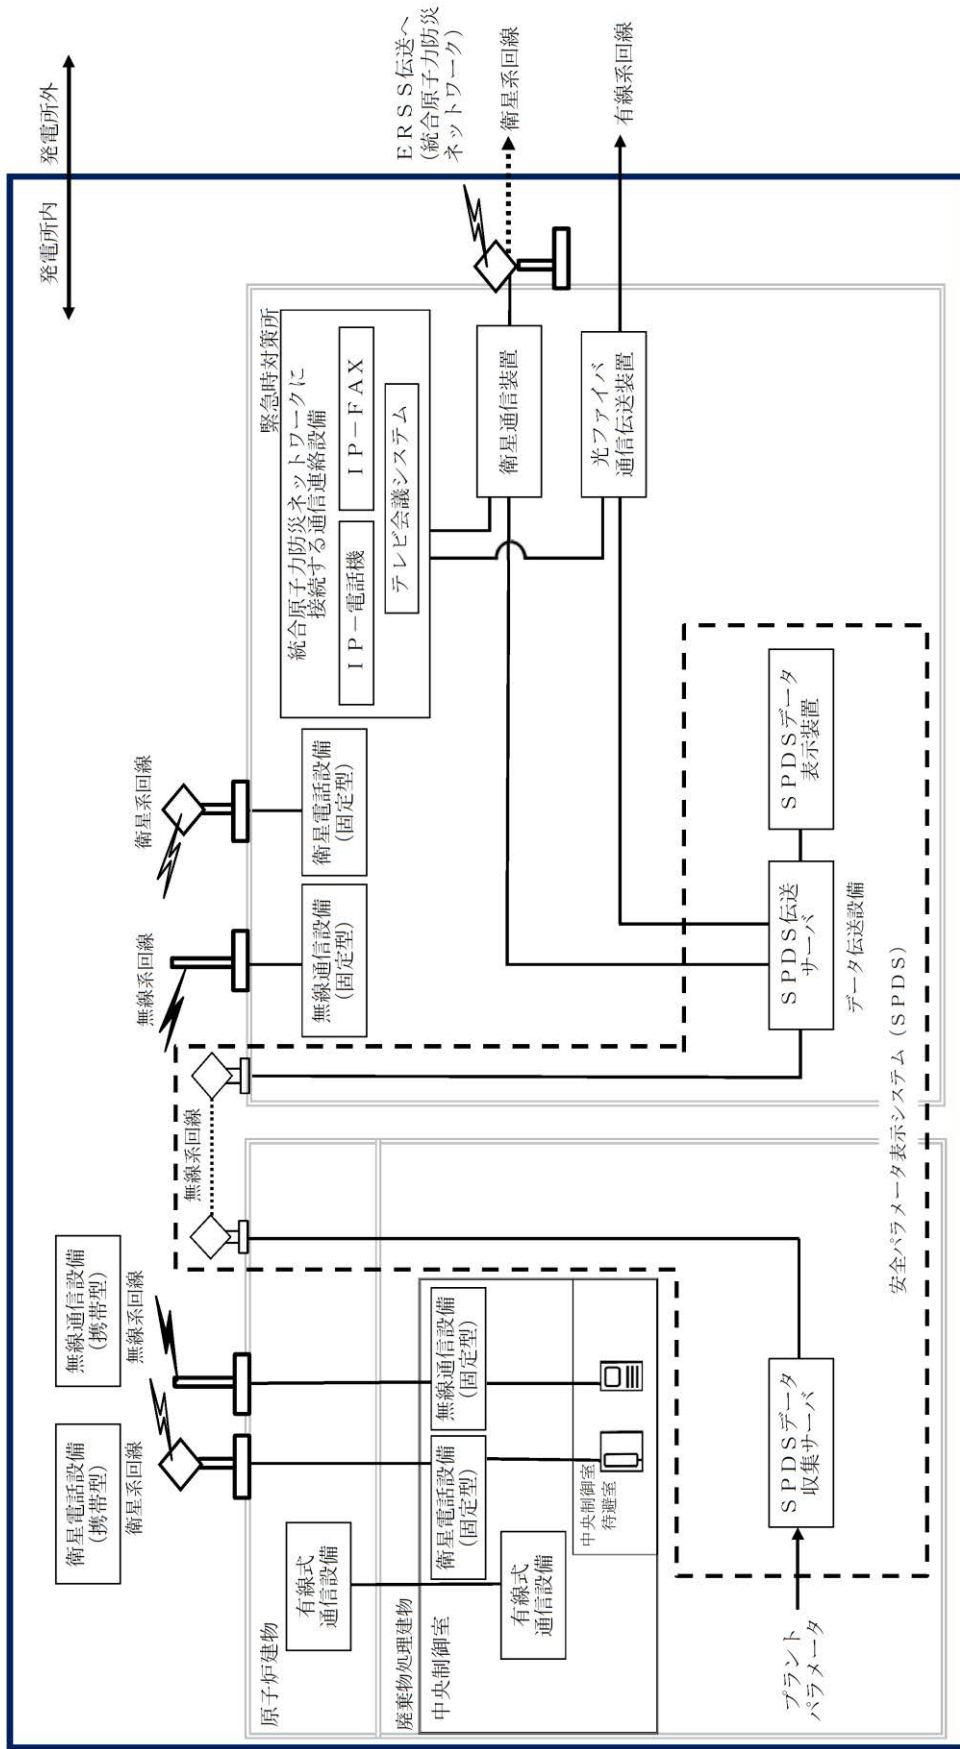 発電所内
発電所外
衛星電話設備
(携帯型)
無線通信設備
(携帯型)
衛星系回線
無線系回線
無線系回線
無線系回線
衛星系回線
ERSS伝送へ
(統合原子力防災
ネットワーク)
衛星系回線
有線系回線
原子炉建物
有線式
通信設備
廃棄物処理建物
中央制御室
衛星電話設備
(固定型)
無線通信設備
(固定型)
有線式
通信設備
中央制御室
待避室
プラント
パラメータ
SPDSデータ
収集サーバ
緊急時対策所
無線通信設備
(固定型)
衛星電話設備
(固定型)
統合原子力防災ネットワークに
接続する通信連絡設備
IP-電話機
IP-FAX
テレビ会議システム
衛星通信装置
光ファイバ
通信伝送装置
SPDS伝送
サーバ
データ伝送設備
SPDSデータ
表示装置
安全パラメータ表示システム(SPDS)